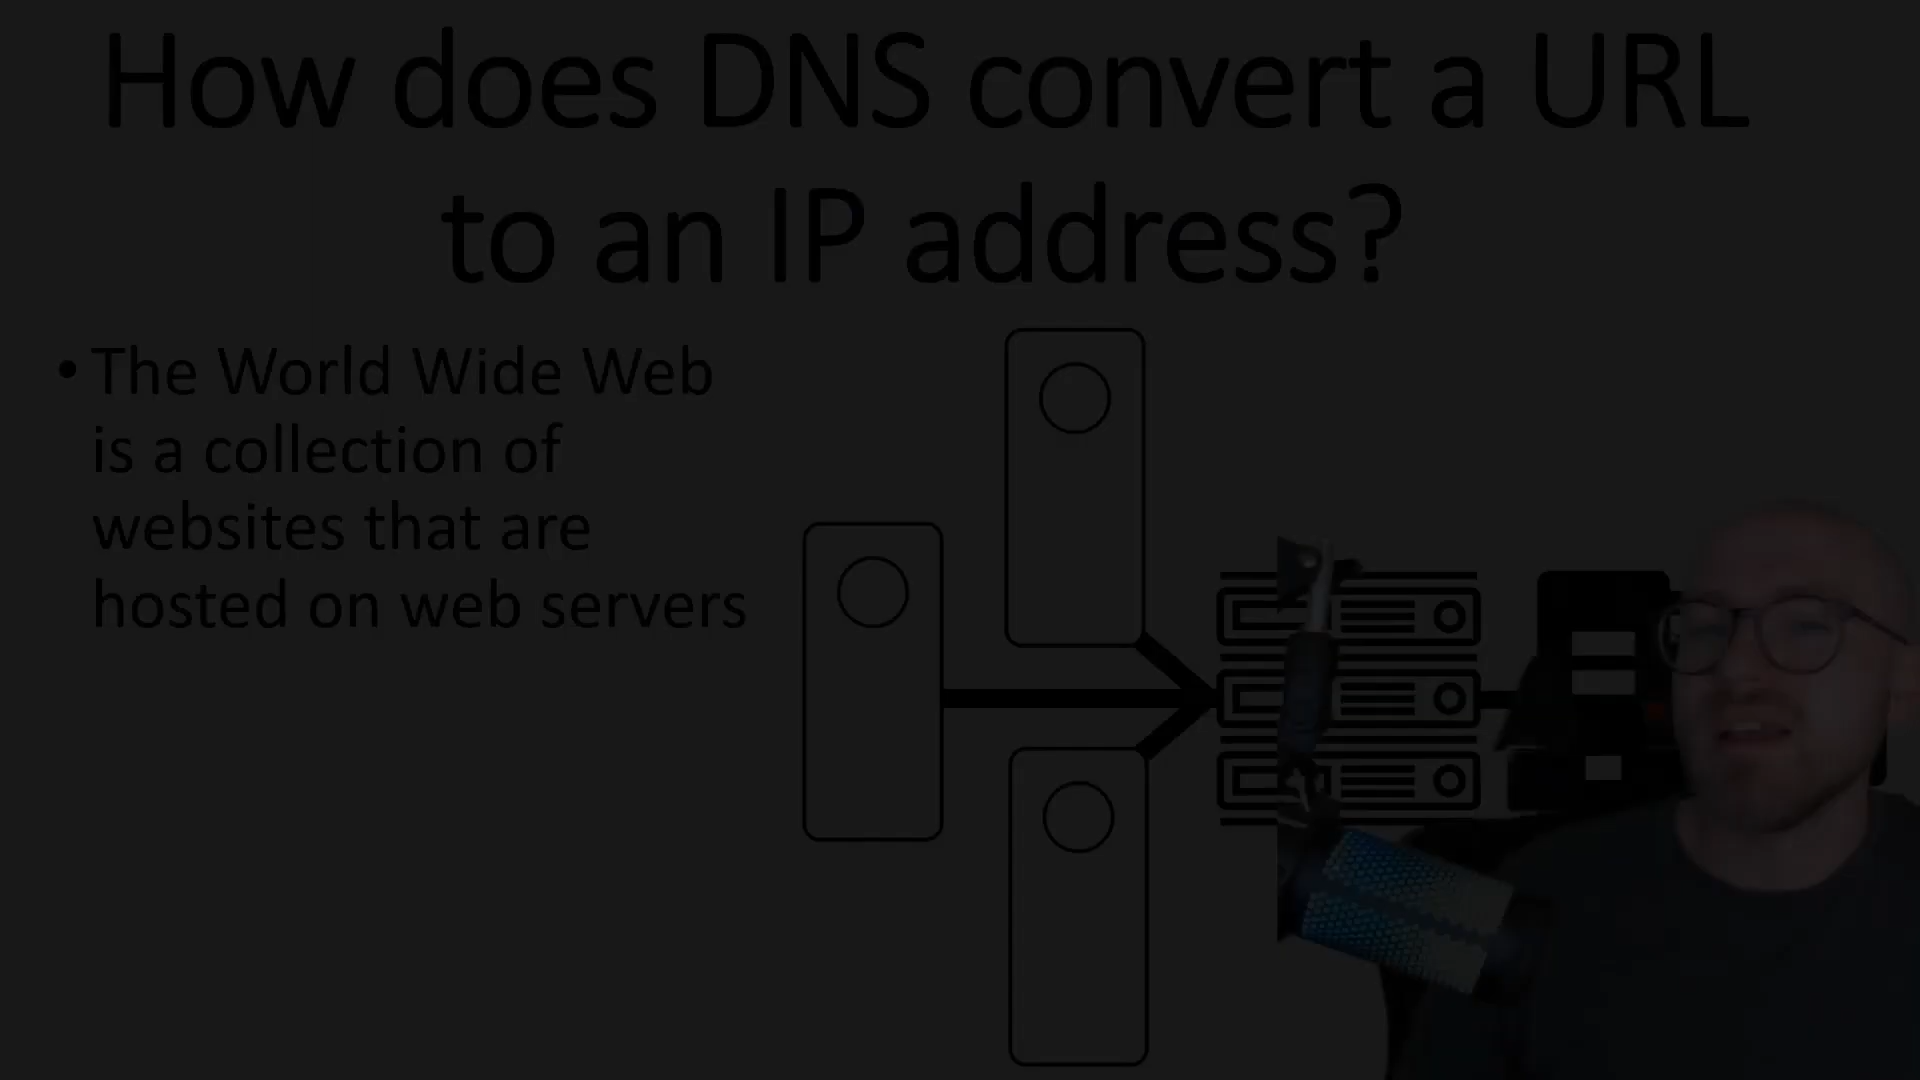 How does DNS convert a URL
to an IP address?
• The World Wide Web
is a collection of
websites that are
hosted on web servers